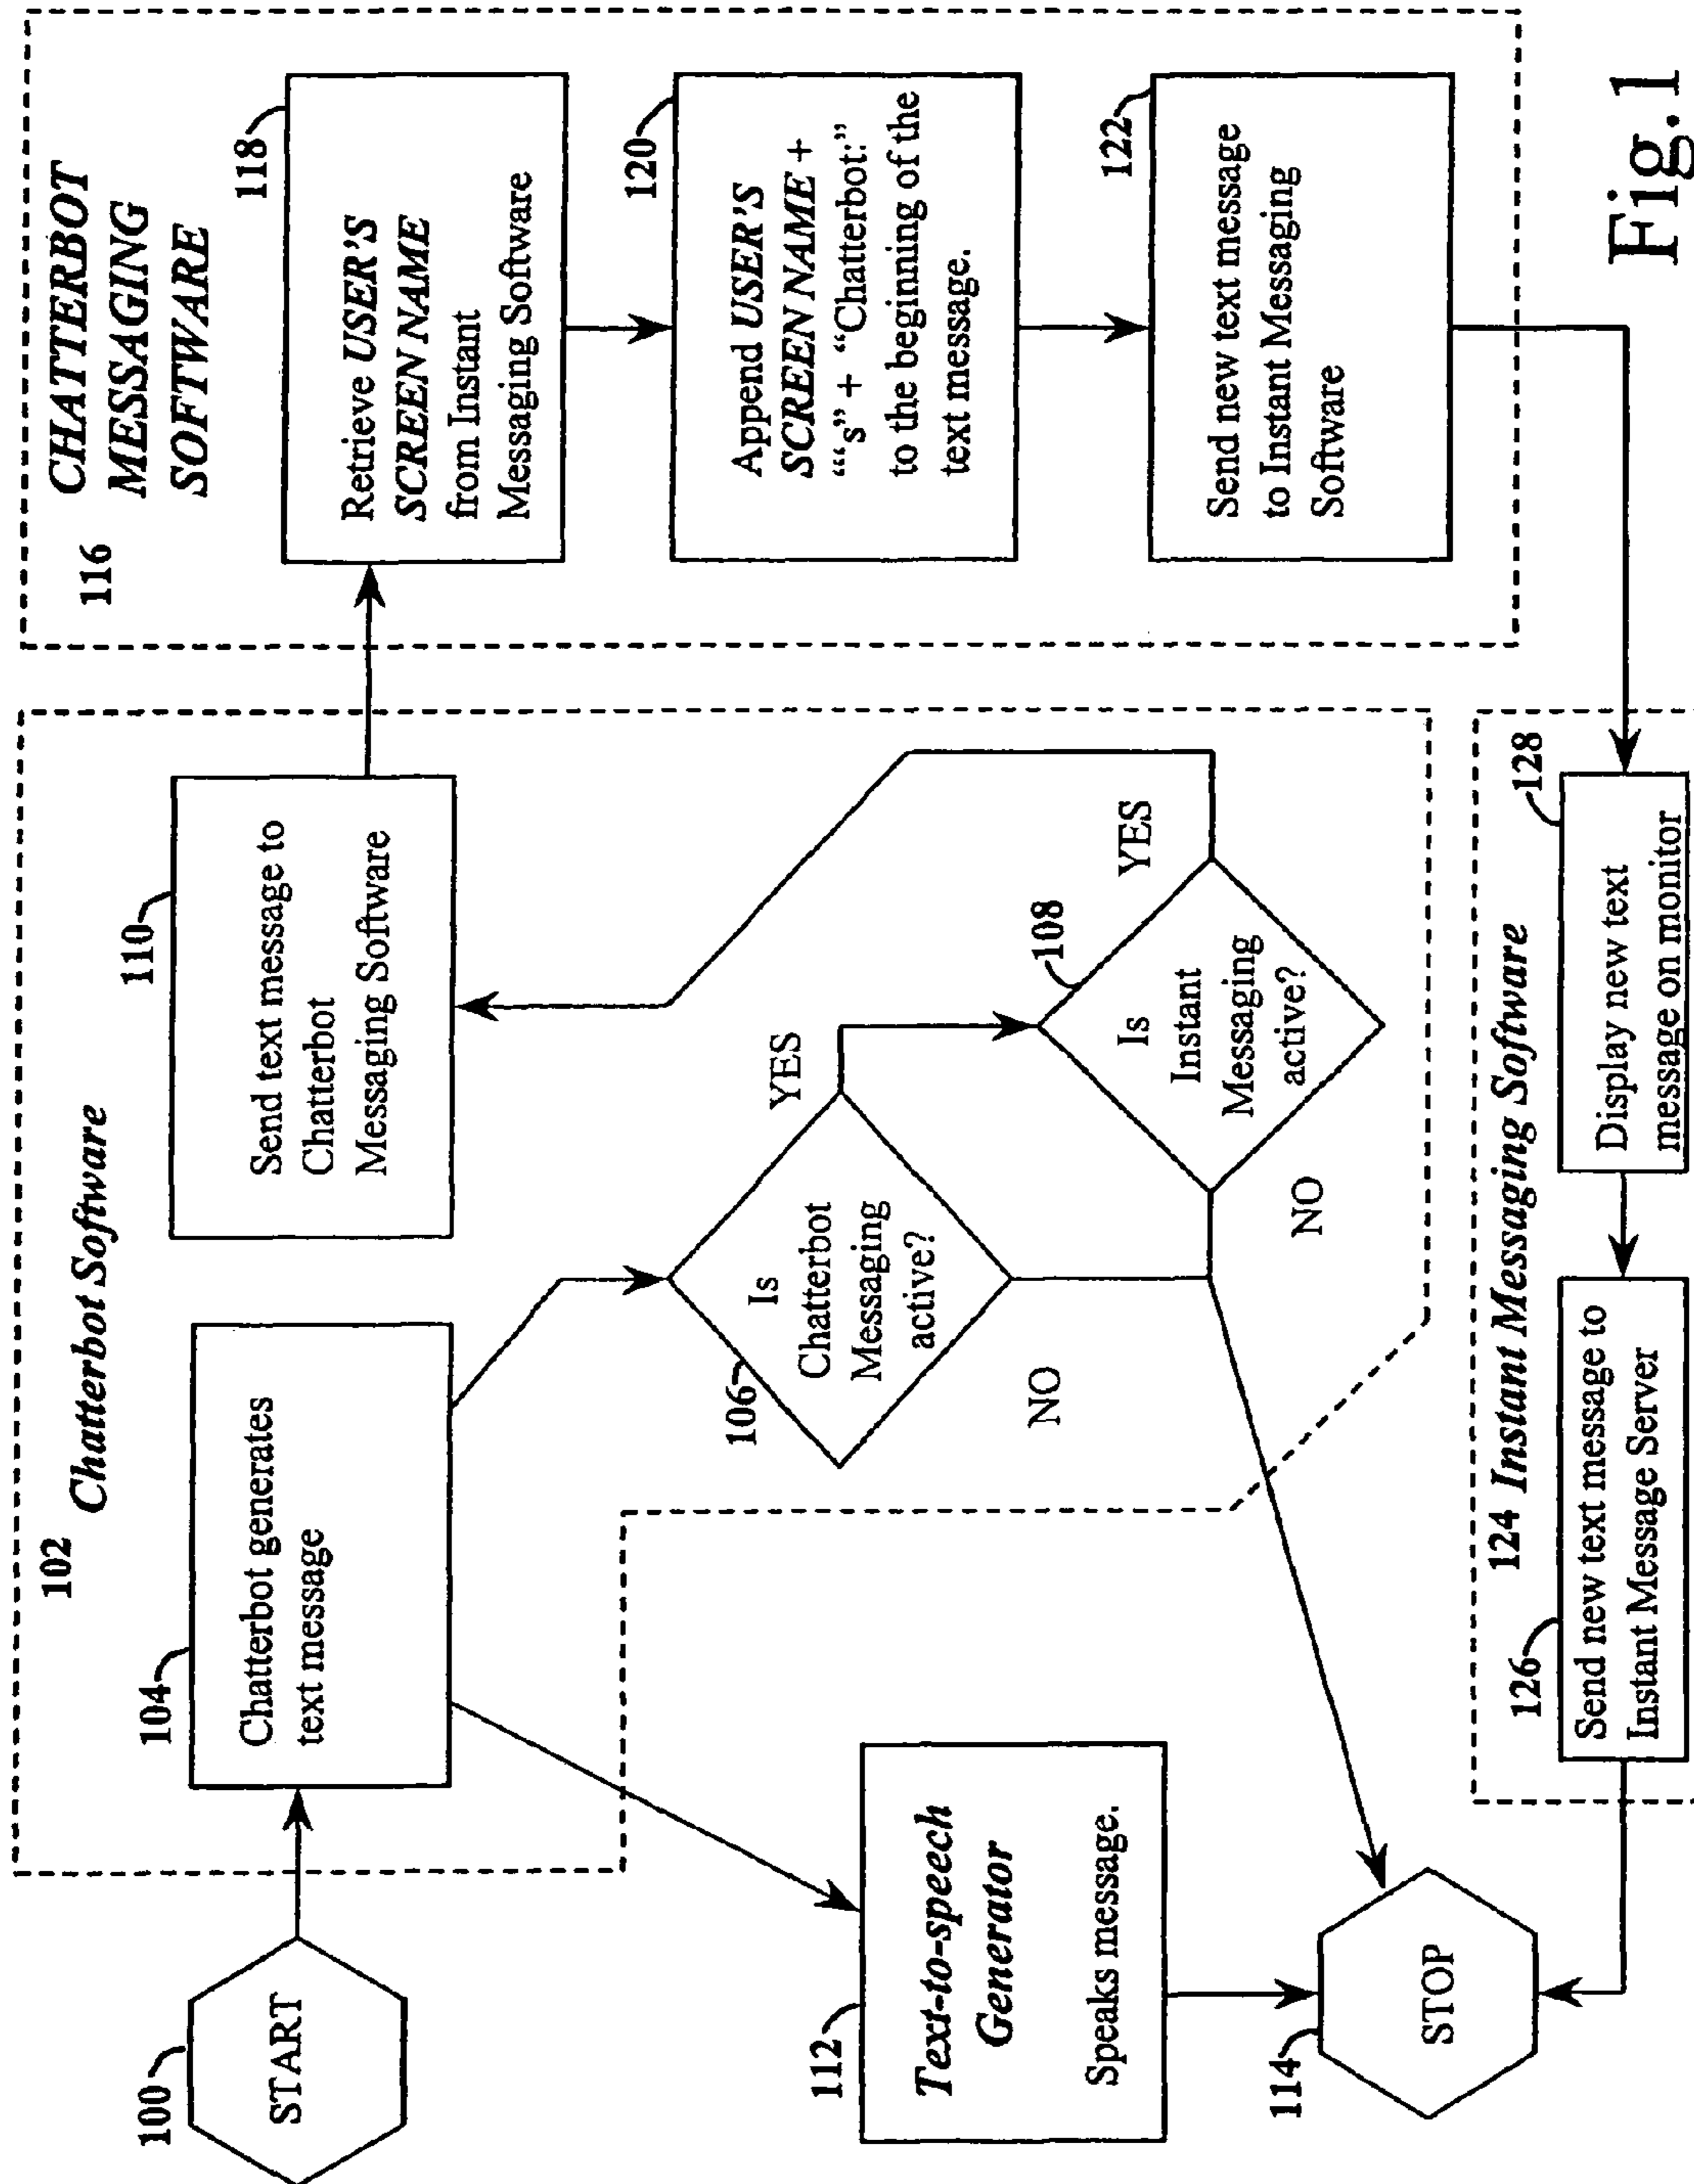 100
START
102
Chatterbot Software
104
Chatterbot generates
text message
110
Send text message to
Chatterbot
Messaging Software
106
Is
Chatterbot
Messaging
active?
YES
NO
108
Is
Instant
Messaging
active?
YES
NO
112
Text-to-speech
Generator
Speaks message.
114
STOP
116
CHATTERBOT
MESSAGING
SOFTWARE
118
Retrieve USER'S
SCREEN NAME
from Instant
Messaging Software
120
Append USER'S
SCREEN NAME +
“‘s” + “Chatterbot:”
to the beginning of the
text message.
122
Send new text message
to Instant Messaging
Software
124 Instant Messaging Software
126
Send new text message to
Instant Message Server
128
Display new text
message on monitor
Fig.1